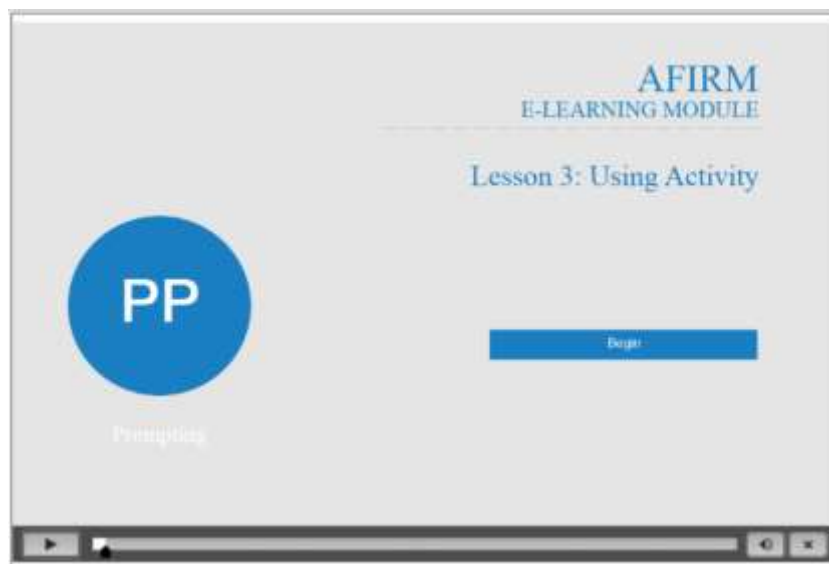 AFIRM
E-LEARNING MODULE
Lesson 3: Using Activity
PP
Begin
Prompting